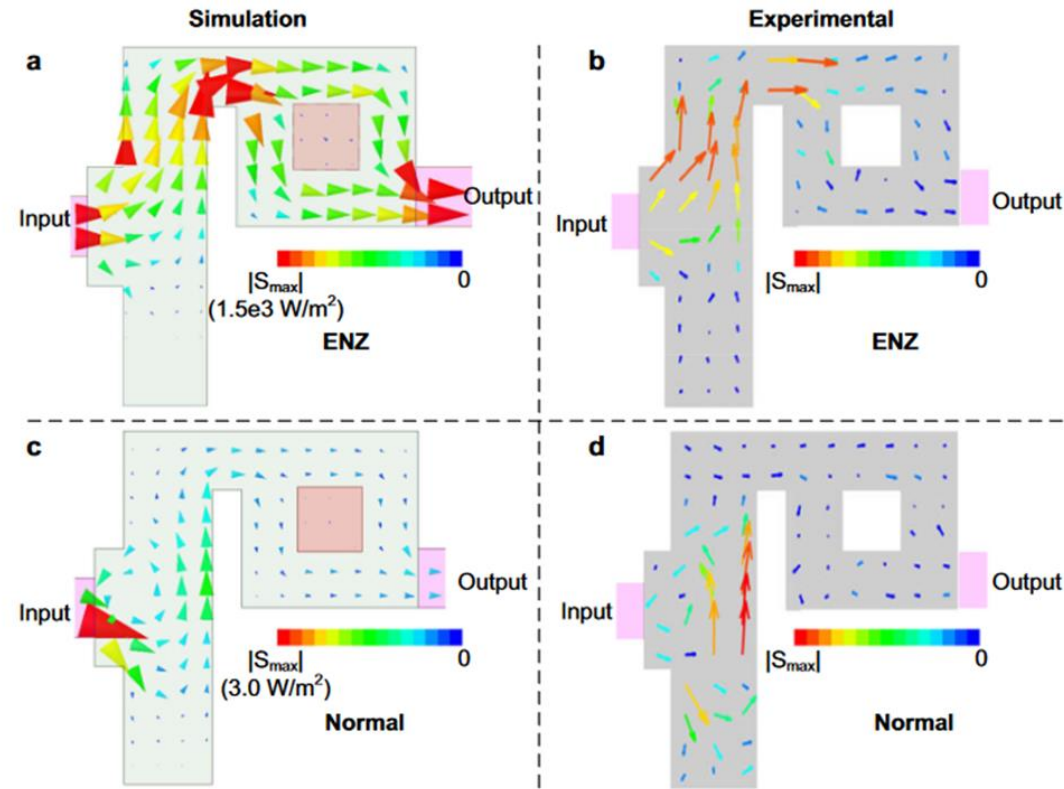 Simulation
Experimental
a
Input
Output
|Smax|
0
(1.5e3 W/m²)
ENZ
b
Input
Output
|Smax|
0
ENZ
c
Input
Output
|Smax|
0
(3.0 W/m²)
Normal
d
Input
Output
|Smax|
0
Normal